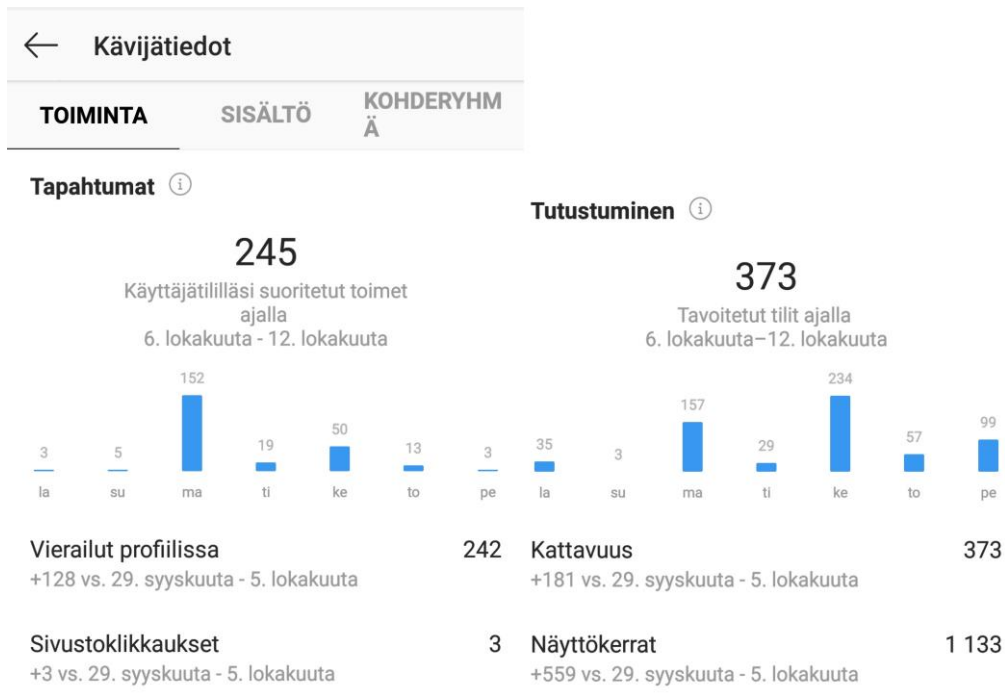 Kävijätiedot
TOIMINTA
SISÄLTÖ
KOHDERYHM
Ä
Tapahtumat
245
Käyttäjätililläsi suoritetut toimet
ajalla
6. lokakuuta - 12. lokakuuta
152
50
19
13
5
3
3
la su ma ti ke to pe
Vierailut profiilissa 242
+128 vs. 29. syyskuuta - 5. lokakuuta
Sivustoklikkaukset 3
+3 vs. 29. syyskuuta - 5. lokakuuta
Tutustuminen
373
Tavoitetut tilit ajalla
6. lokakuuta–12. lokakuuta
234
157
99
57
35
29
3
la su ma ti ke to pe
Kattavuus 373
+181 vs. 29. syyskuuta - 5. lokakuuta
Näyttökerrat 1 133
+559 vs. 29. syyskuuta - 5. lokakuuta